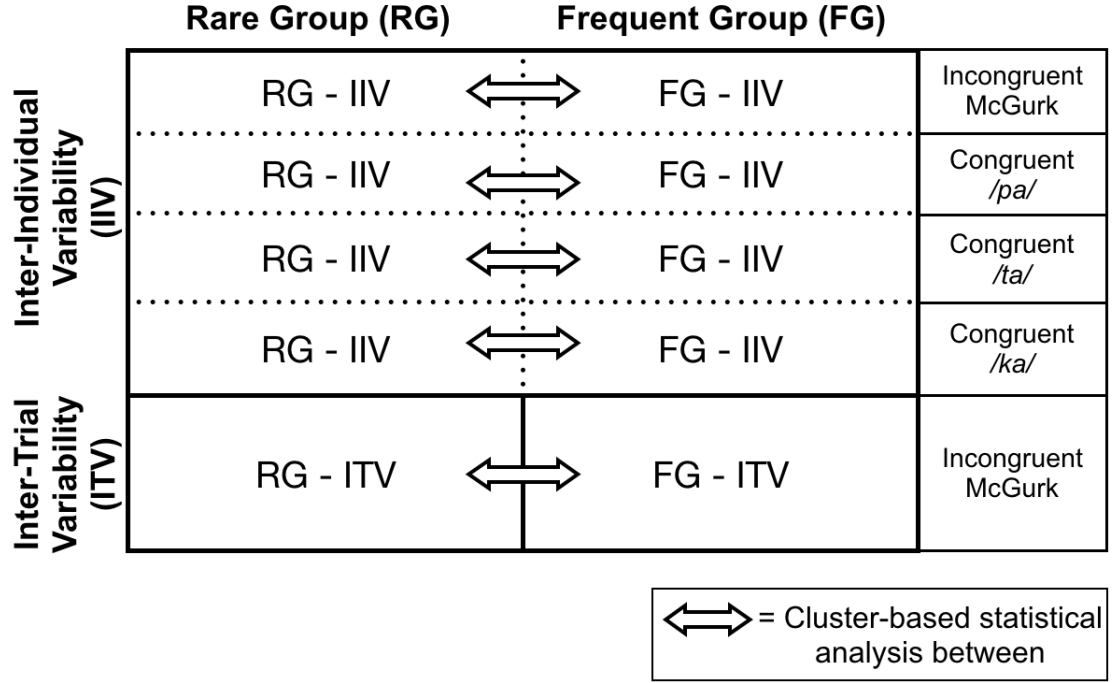 Rare Group (RG) Frequent Group (FG)
Inter-Individual
Variability
(IIV)
RG - IIV FG - IIV
Incongruent
McGurk
RG - IIV FG - IIV
Congruent
/pa/
RG - IIV FG - IIV
Congruent
/ta/
RG - IIV FG - IIV
Congruent
/ka/
Inter-Trial
Variability
(ITV)
RG - ITV FG - ITV
Incongruent
McGurk
= Cluster-based statistical
analysis between